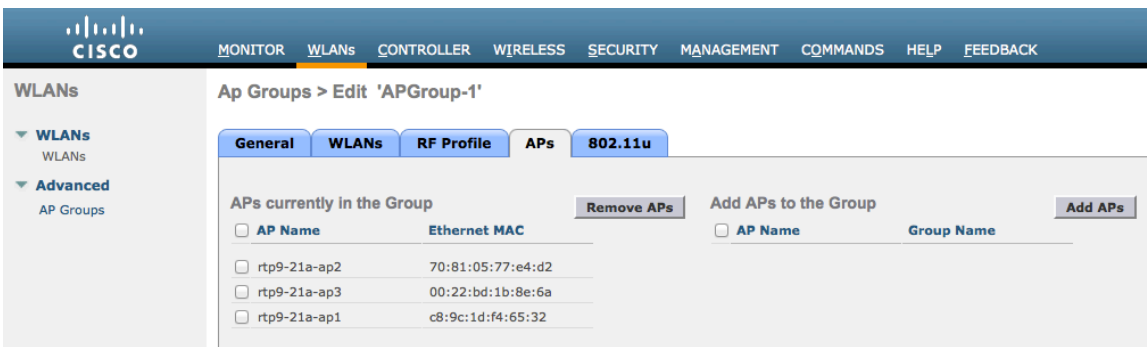 CISCO
MONITOR WLANs CONTROLLER WIRELESS SECURITY MANAGEMENT COMMANDS HELP FEEDBACK
WLANs
WLANs
WLANs
Advanced
AP Groups
Ap Groups > Edit 'APGroup-1'
General WLANs RF Profile APs 802.11u
APs currently in the Group Remove APs
AP Name Ethernet MAC
rtp9-21a-ap2 70:81:05:77:e4:d2
rtp9-21a-ap3 00:22:bd:1b:8e:6a
rtp9-21a-ap1 c8:9c:1d:f4:65:32
Add APs to the Group Add APs
AP Name Group Name